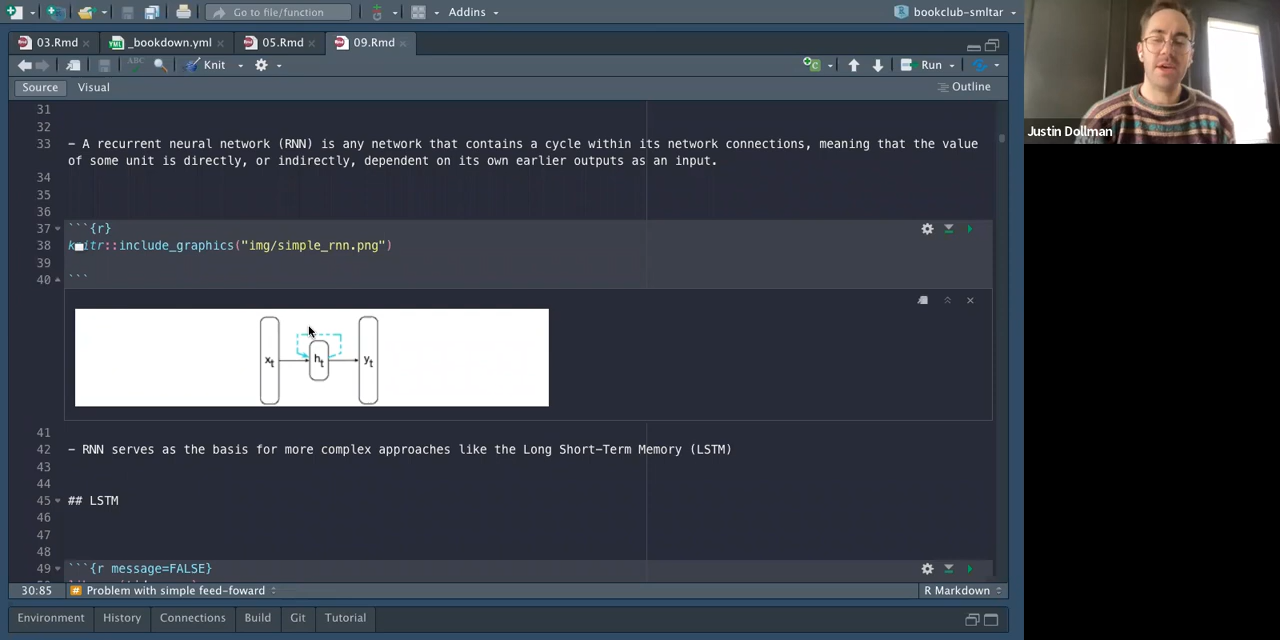 Go to file/function
Addins
bookclub-smltar
03.Rmd
_bookdown.yml
05.Rmd
09.Rmd
ABC
Knit
Run
Source
Visual
Outline
31
32
33 - A recurrent neural network (RNN) is any network that contains a cycle within its network connections, meaning that the value
of some unit is directly, or indirectly, dependent on its own earlier outputs as an input.
34
35
36
37 ```{r}
38 knitr::include_graphics("img/simple_rnn.png")
39
40 ```
xt ht yt
41
42 - RNN serves as the basis for more complex approaches like the Long Short-Term Memory (LSTM)
43
44
45 ## LSTM
46
47
48
49 ```{r message=FALSE}
30:85 # Problem with simple feed-foward
R Markdown
Environment History Connections Build Git Tutorial
Justin Dollman